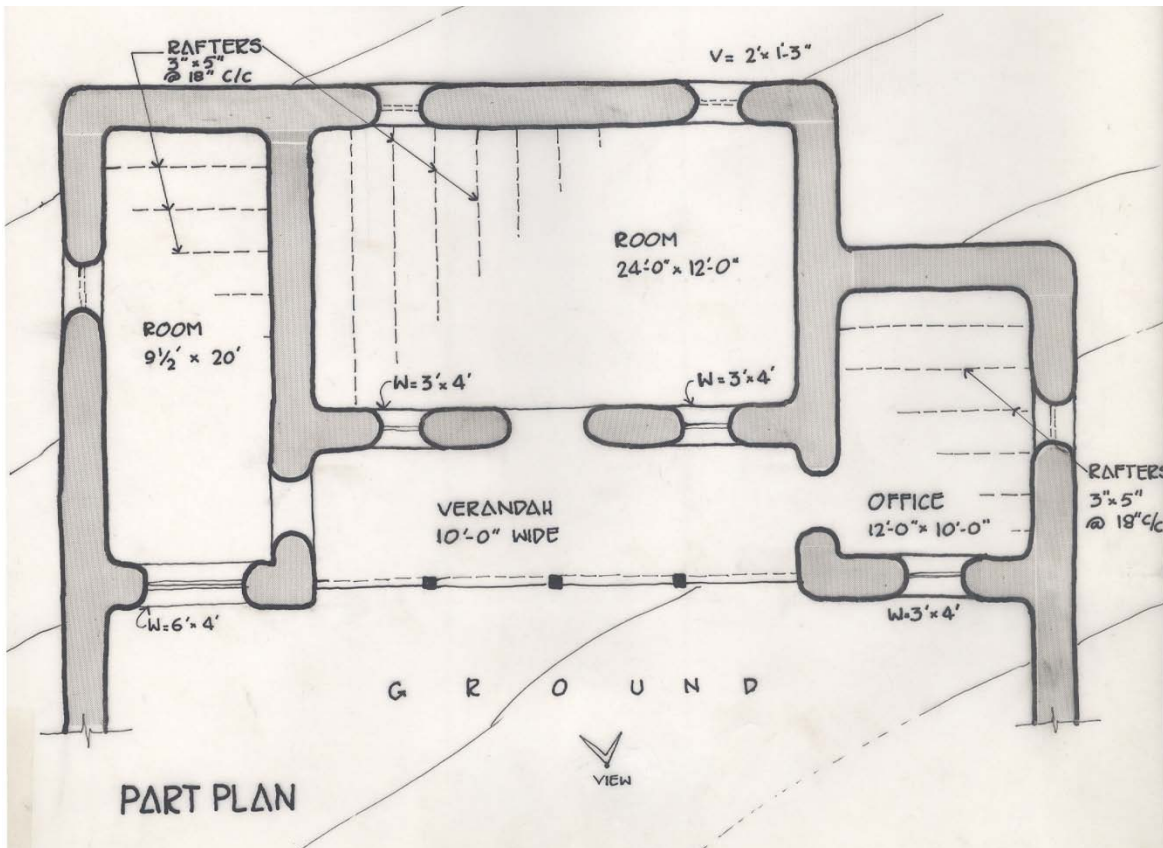 RAFTERS
3" x 5"
@ 18" C/C
V = 2' x 1'-3"
ROOM
24'-0" x 12'-0"
ROOM
9½' x 20'
W = 3' x 4'
W = 3' x 4'
RAFTERS
3" x 5"
@ 18" C/C
VERANDAH
10'-0" WIDE
OFFICE
12'-0" x 10'-0"
W = 6' x 4'
W = 3' x 4'
G R O U N D
VIEW
PART PLAN